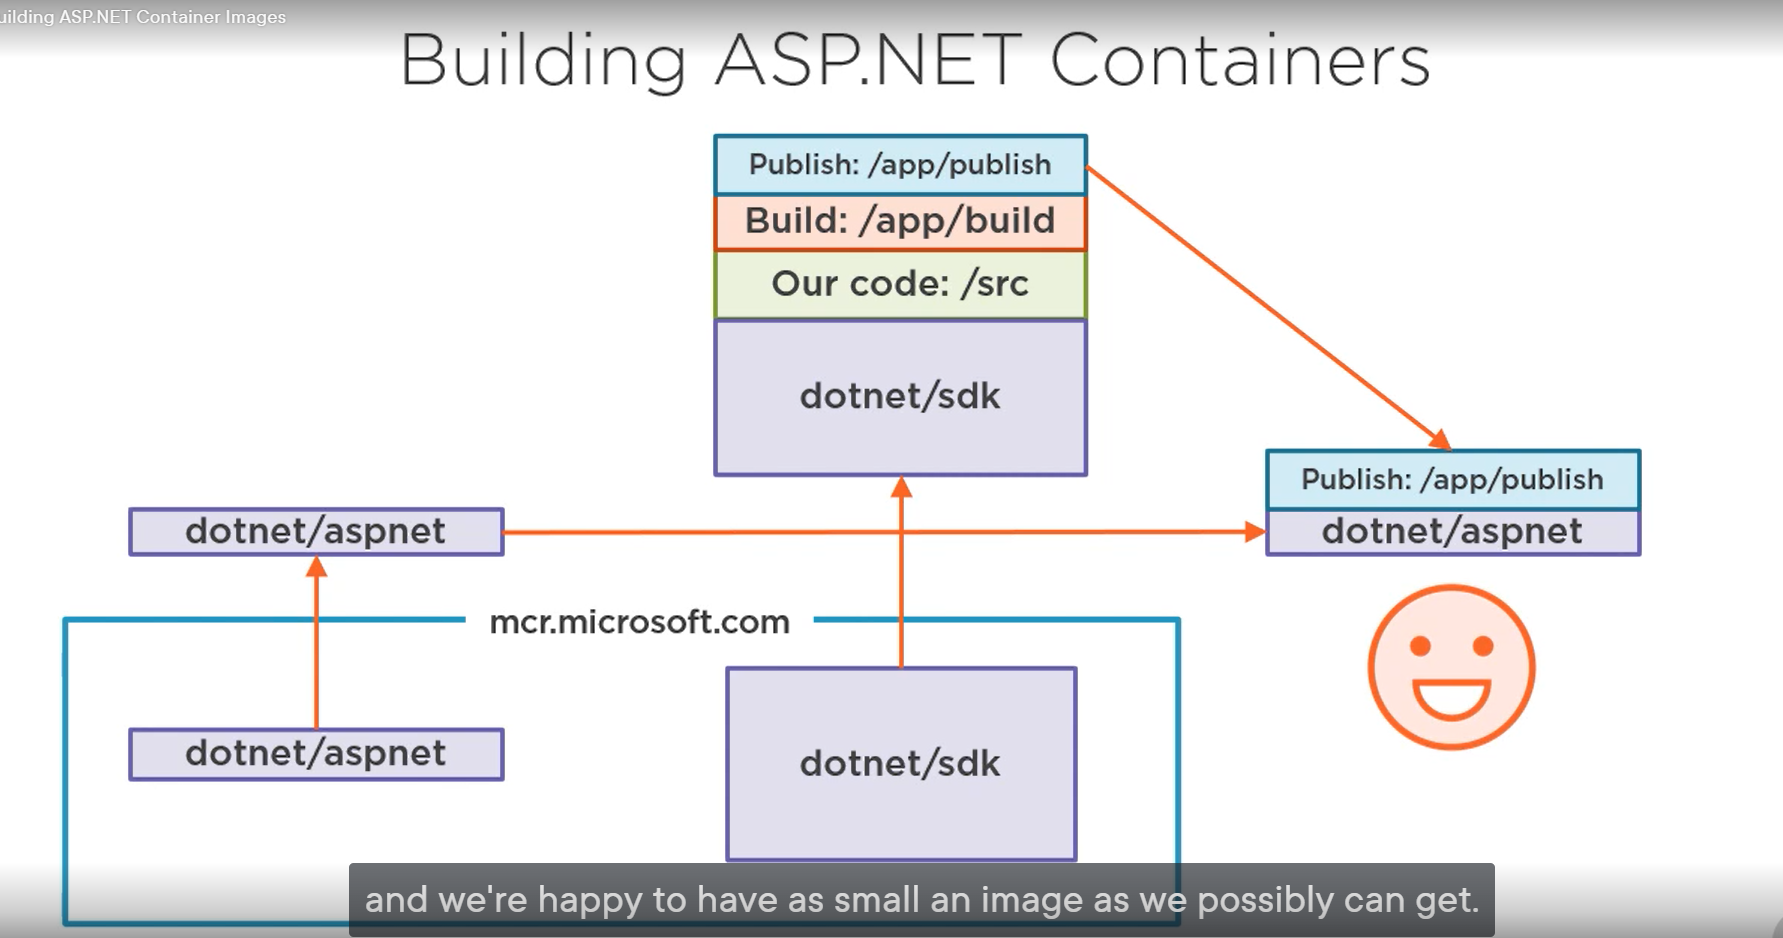 uilding ASP.NET Container Images
Building ASP.NET Containers
Publish: /app/publish
Build: /app/build
Our code: /src
dotnet/sdk
Publish: /app/publish
dotnet/aspnet
dotnet/aspnet
mcr.microsoft.com
dotnet/aspnet
dotnet/sdk
and we're happy to have as small an image as we possibly can get.